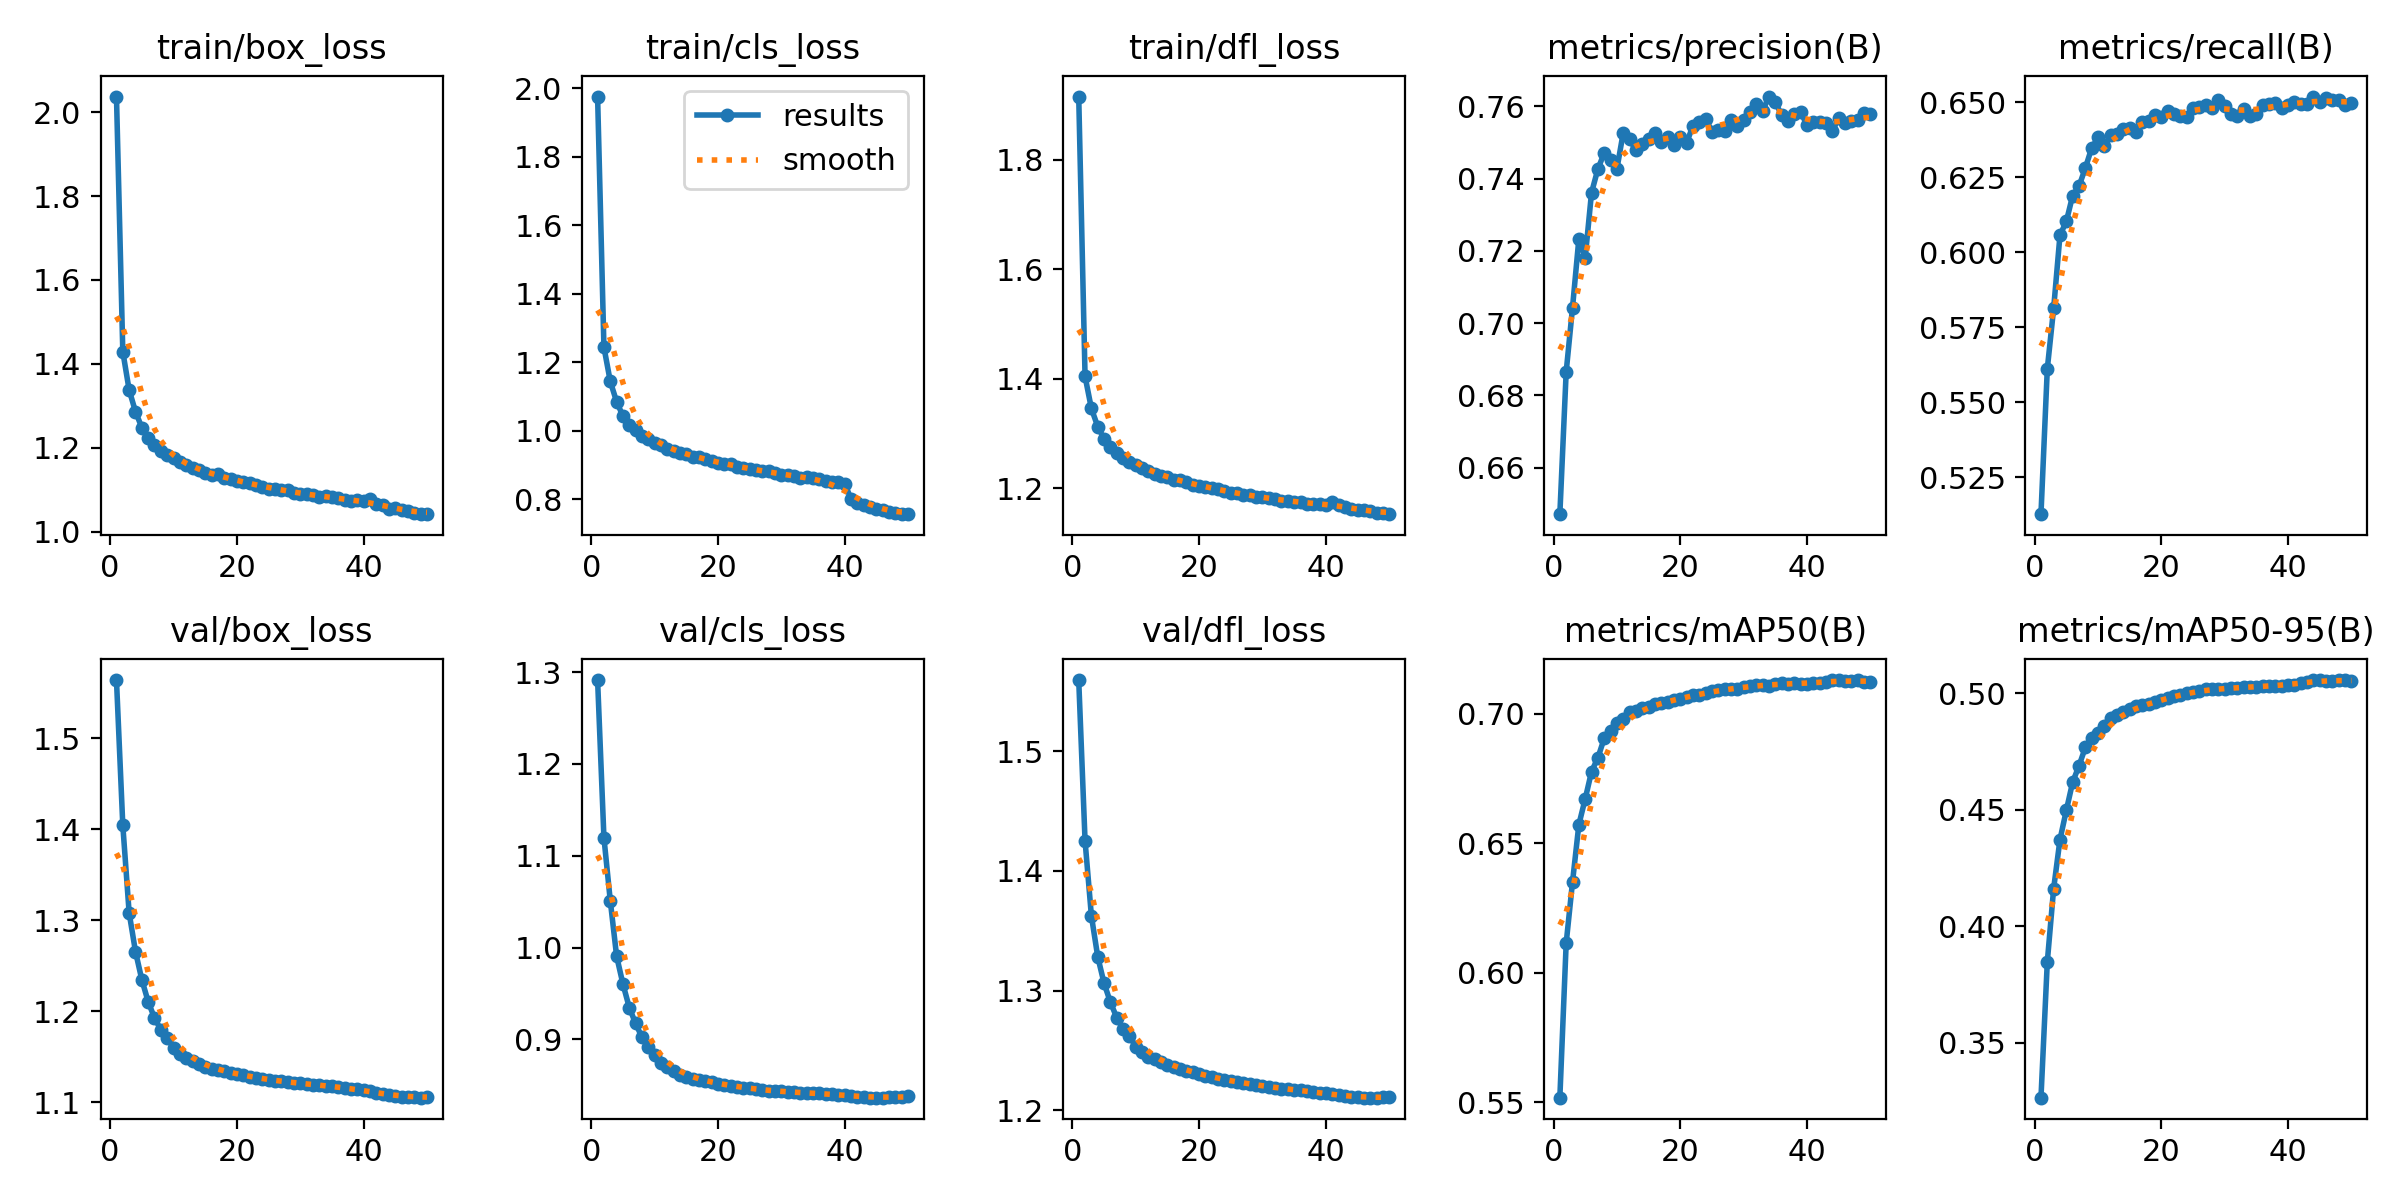 train/box_loss
train/cls_loss
train/dfl_loss
metrics/precision(B)
metrics/recall(B)
2.0
1.8
1.6
1.4
1.2
1.0
0 20 40
2.0
1.8
1.6
1.4
1.2
1.0
0.8
0 20 40
results
smooth
1.8
1.6
1.4
1.2
0 20 40
0.76
0.74
0.72
0.70
0.68
0.66
0 20 40
0.650
0.625
0.600
0.575
0.550
0.525
0 20 40
val/box_loss
val/cls_loss
val/dfl_loss
metrics/mAP50(B)
metrics/mAP50-95(B)
1.5
1.4
1.3
1.2
1.1
0 20 40
1.3
1.2
1.1
1.0
0.9
0 20 40
1.5
1.4
1.3
1.2
0 20 40
0.70
0.65
0.60
0.55
0 20 40
0.50
0.45
0.40
0.35
0 20 40